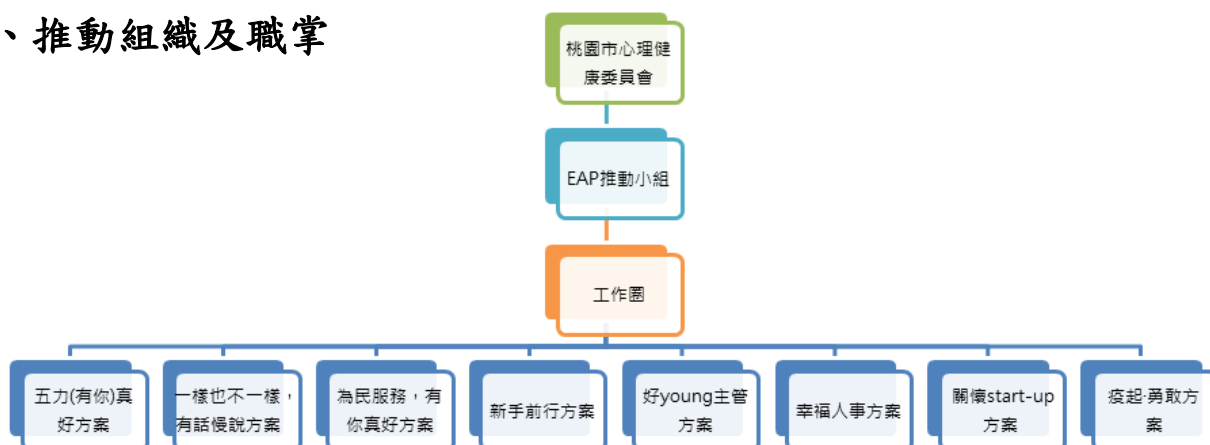 、推動組織及職掌
桃園市心理健
康委員會
EAP推動小組
工作圈
五力(有你)真
好方案
一樣也不一樣，
有話慢說方案
為民服務，有
你真好方案
新手前行方案
好young主管
方案
幸福人事方案
關懷start-up
方案
疫起·勇敢方
案